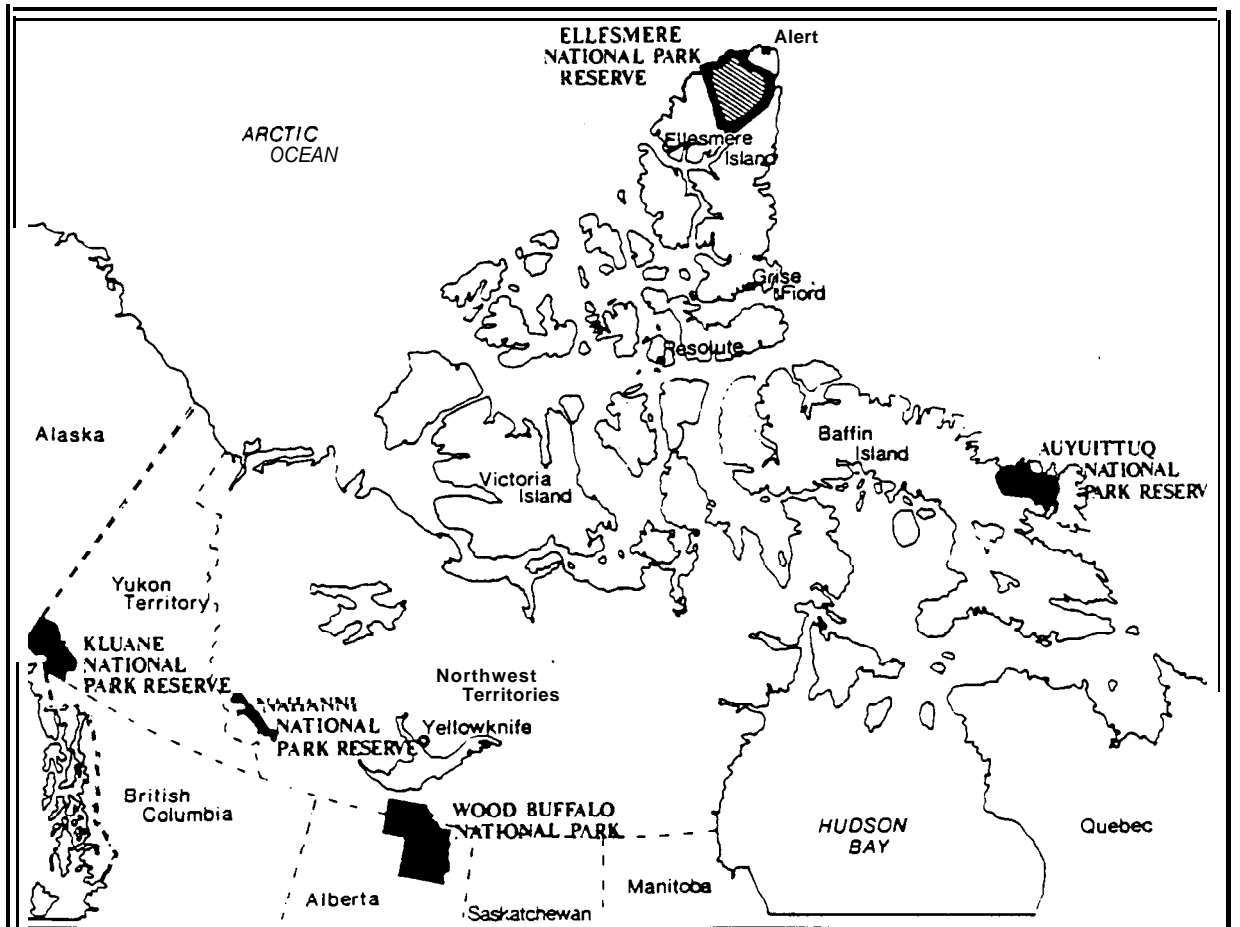 ELLESMERE
NATIONAL PARK
RESERVE
Alert
ARCTIC
OCEAN
Ellesmere
Island
Grise
Fiord
Resolute
Alaska
Baffin
Island
AUYUITTUQ
NATIONAL
PARK RESERV
Victoria
Island
Yukon
Territory
KLUANE
NATIONAL
PARK RESERVE
Northwest
Territories
NAHANNI
NATIONAL
PARK RESERVE
Yellowknife
British
Columbia
WOOD BUFFALO
NATIONAL PARK
HUDSON
BAY
Quebec
Alberta
Manitoba
Saskatchewan